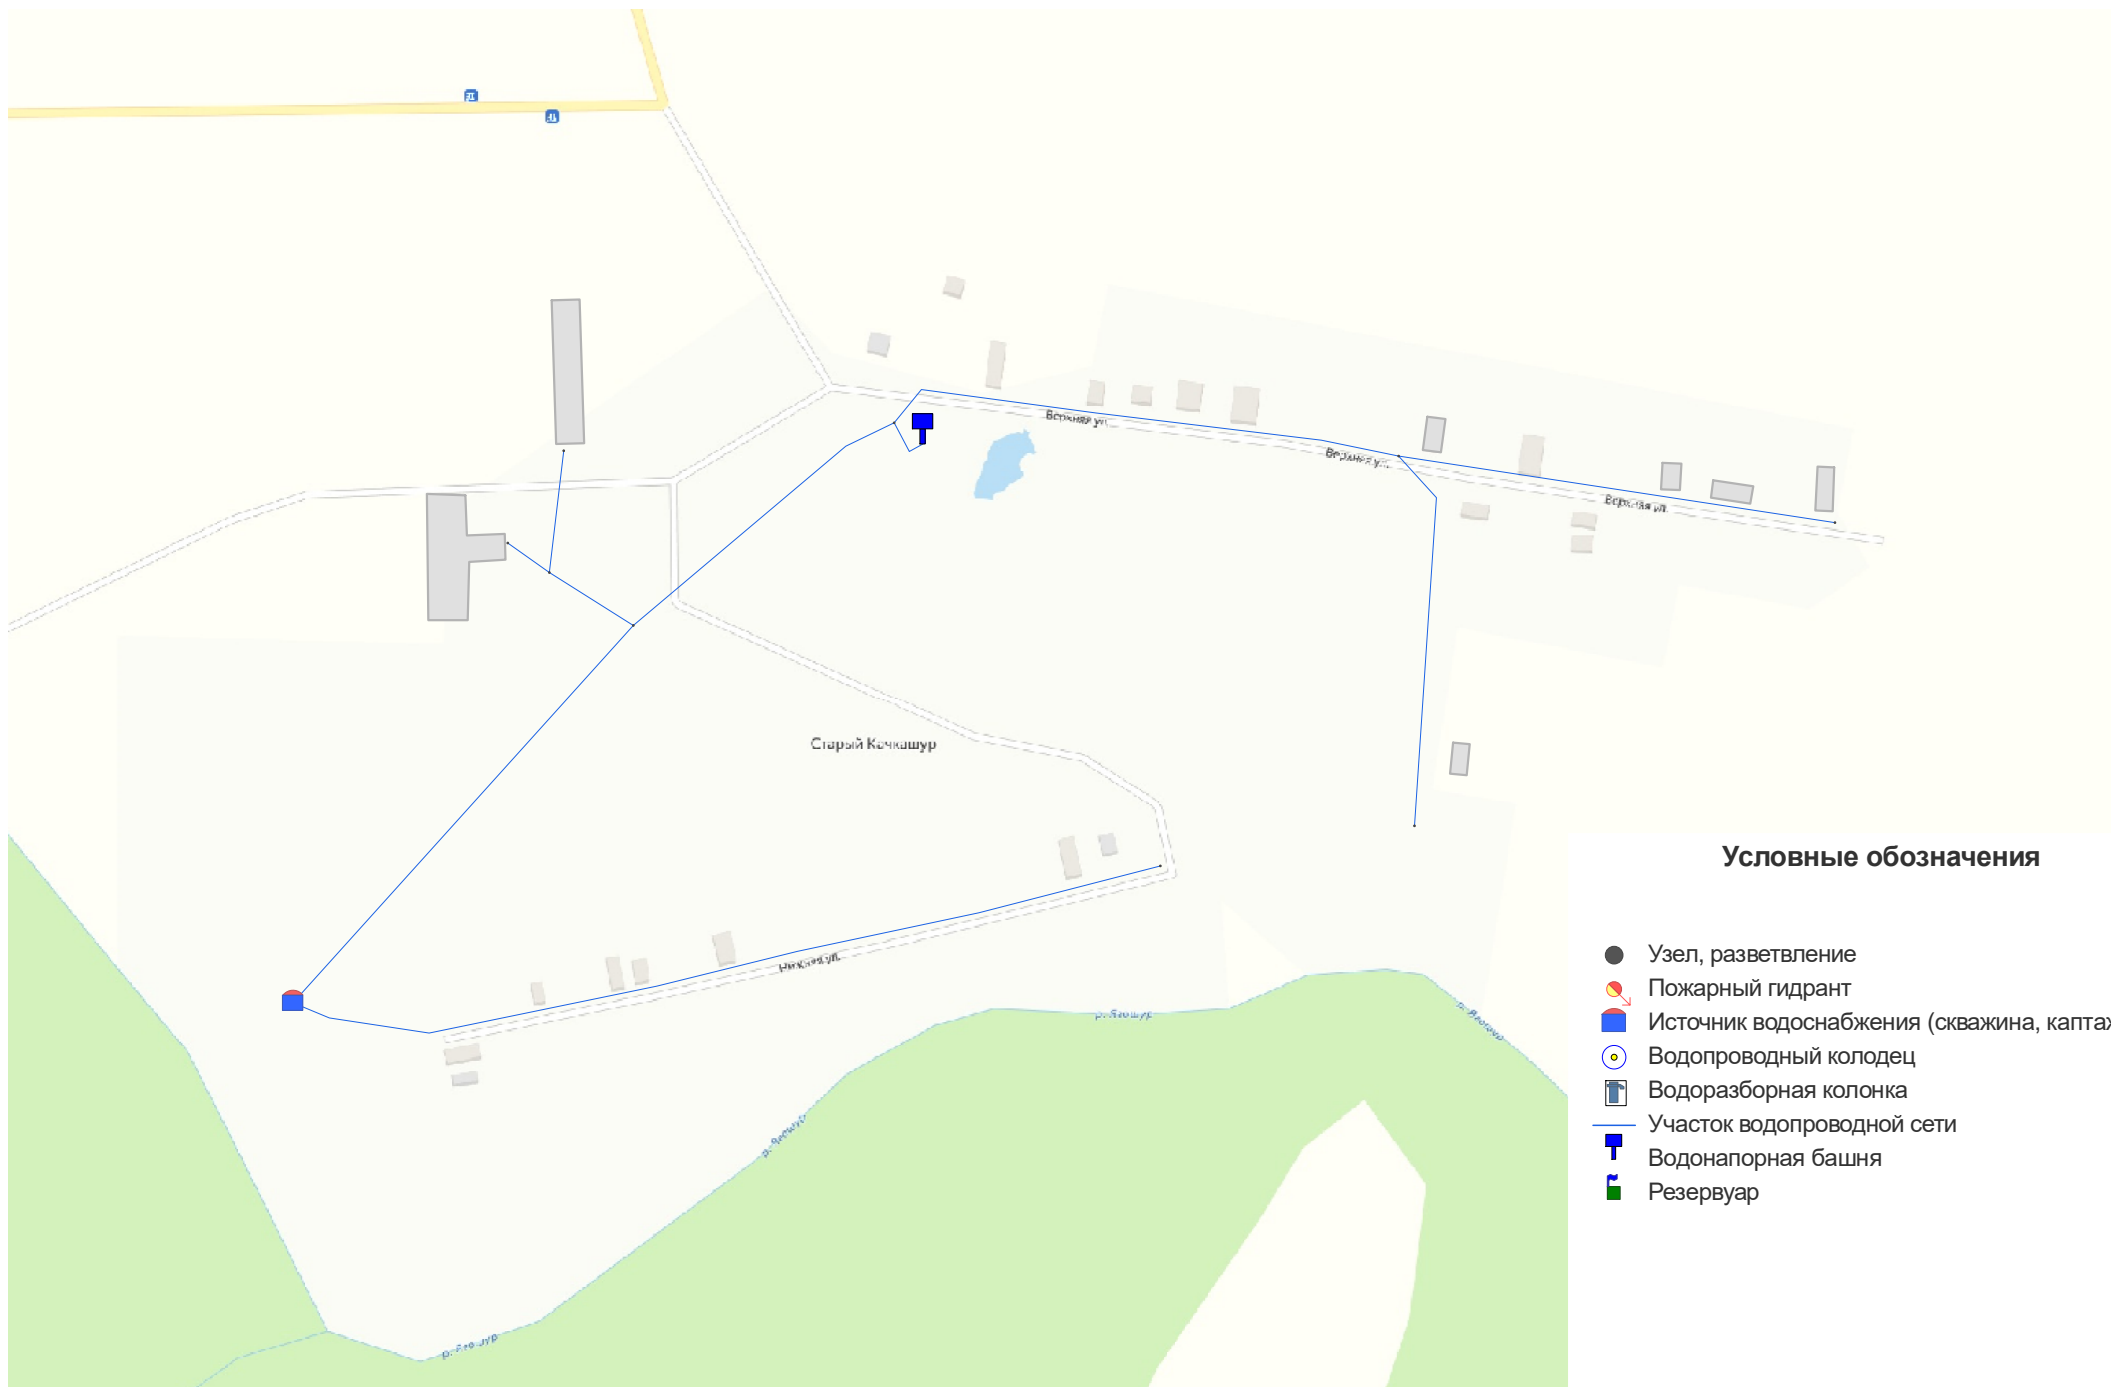 Верхняя ул.
Верхняя ул.
Верхняя ул.
Старый Качкашур
Нижняя ул.
Условные обозначения
Узел, разветвление
Пожарный гидрант
Источник водоснабжения (скважина, каптаж
Водопроводный колодец
Водоразборная колонка
Участок водопроводной сети
Водонапорная башня
Резервуар